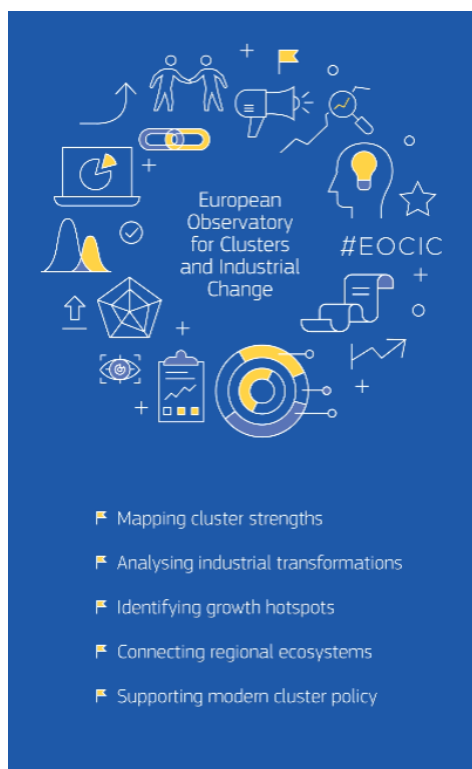 European
Observatory
for Clusters
and Industrial
Change
#EOCIC
Mapping cluster strengths
Analysing industrial transformations
Identifying growth hotspots
Connecting regional ecosystems
Supporting modern cluster policy